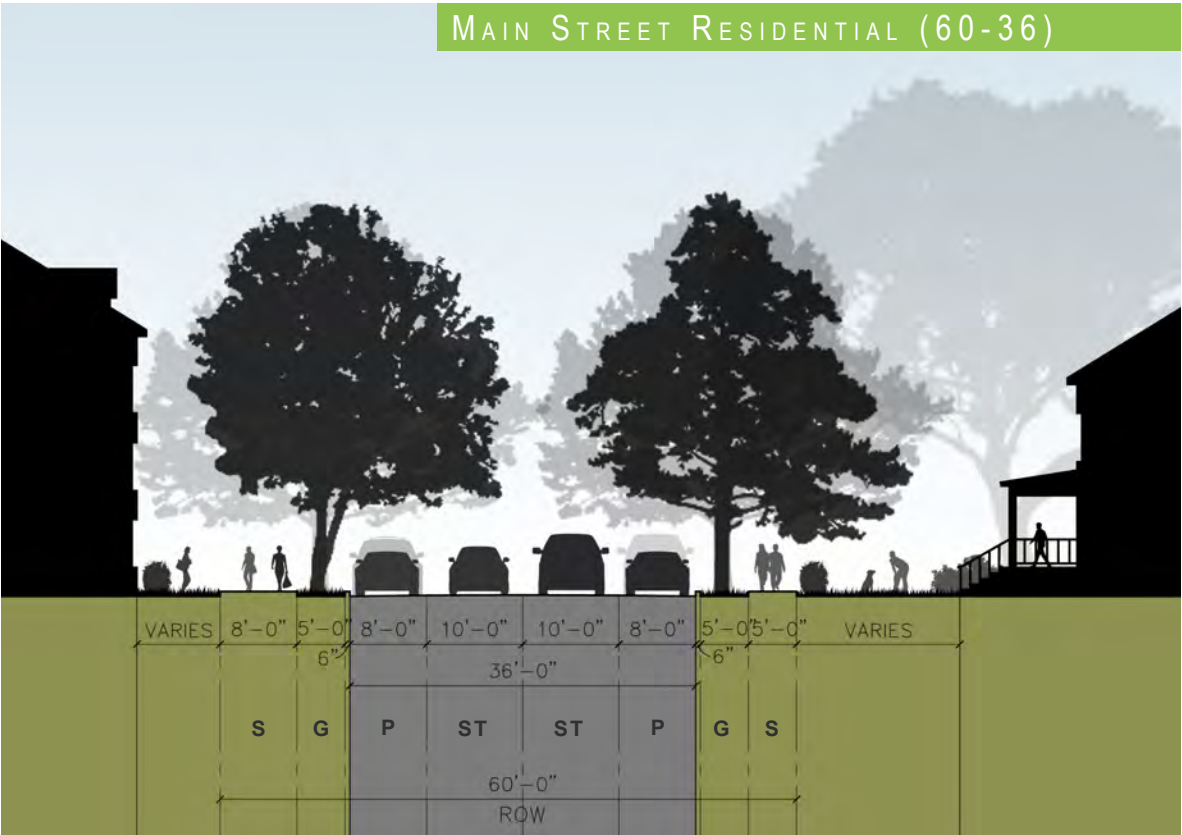 MAIN STREET RESIDENTIAL (60-36)
VARIES 8'-0" 5'-0" 8'-0" 10'-0" 10'-0" 8'-0" 5'-0" 5'-0" VARIES
6" 6"
36'-0"
S G P ST ST P G S
60'-0"
ROW